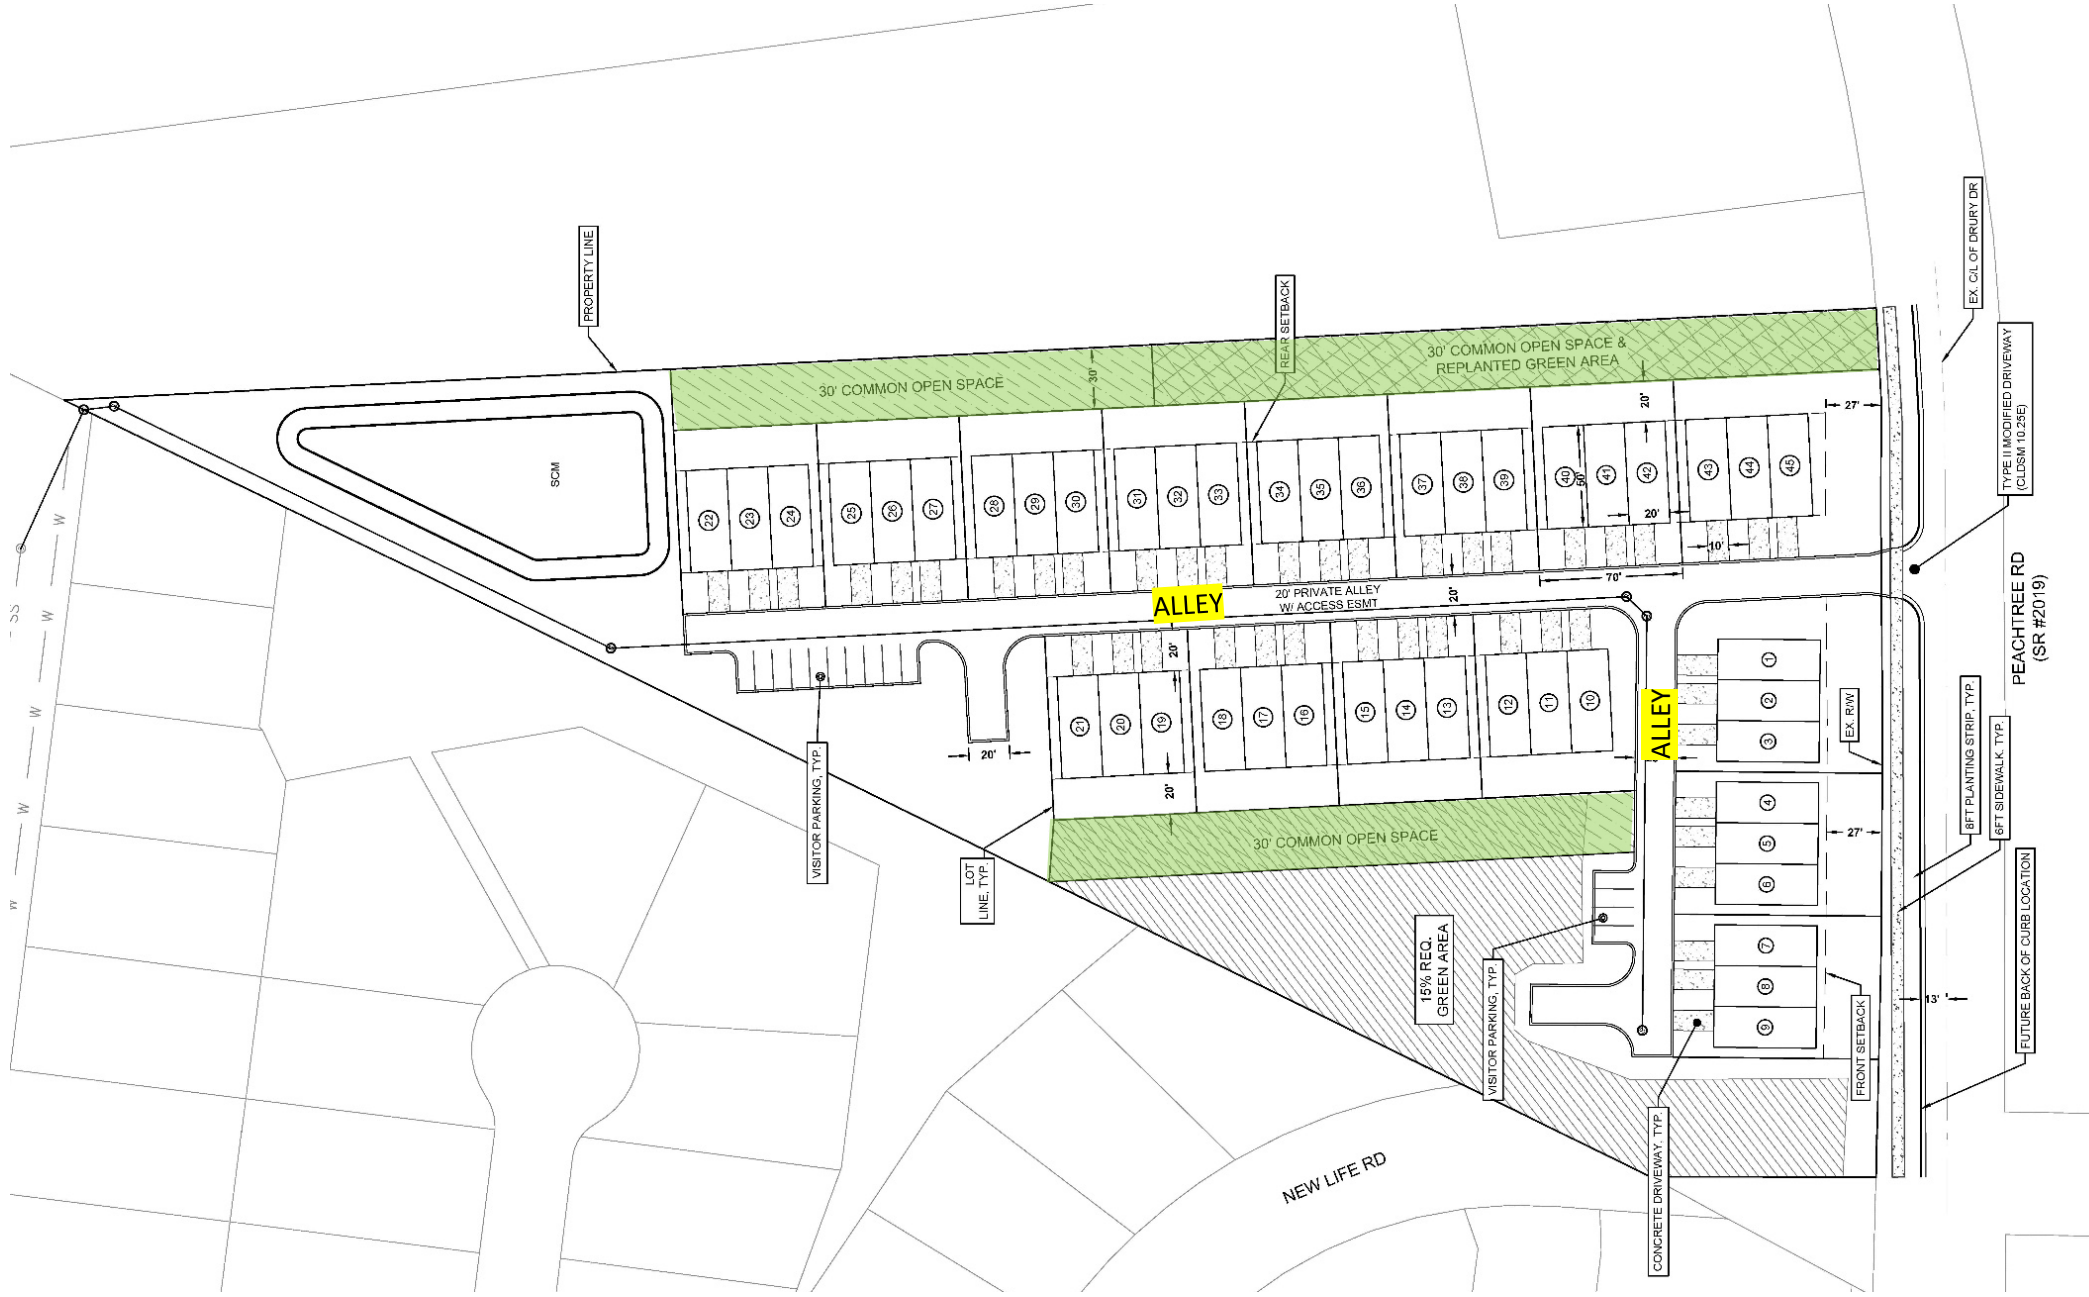 PROPERTY LINE
REAR SETBACK
EX. C/L OF DRURY DR
TYPE II MODIFIED DRIVEWAY
(CLDSM 10.25E)
30' COMMON OPEN SPACE
30'
30' COMMON OPEN SPACE &
REPLANTED GREEN AREA
20'
27'
SCM
22
23
24
25
26
27
28
29
30
31
32
33
34
35
36
37
38
39
40
41
42
43
44
45
50'
20'
10'
70'
ALLEY
20' PRIVATE ALLEY
W/ ACCESS ESMT
20'
PEACHTREE RD
(SR #2019)
20'
21
20
19
18
17
16
15
14
13
12
11
10
20'
20'
ALLEY
1
2
3
4
5
6
7
8
9
EX. R/W
27'
VISITOR PARKING, TYP.
LOT
LINE, TYP.
30' COMMON OPEN SPACE
15% REQ.
GREEN AREA
VISITOR PARKING, TYP.
8FT PLANTING STRIP, TYP.
6FT SIDEWALK, TYP.
FUTURE BACK OF CURB LOCATION
13'
FRONT SETBACK
CONCRETE DRIVEWAY, TYP.
NEW LIFE RD
SS
W
W
W
W
W
W